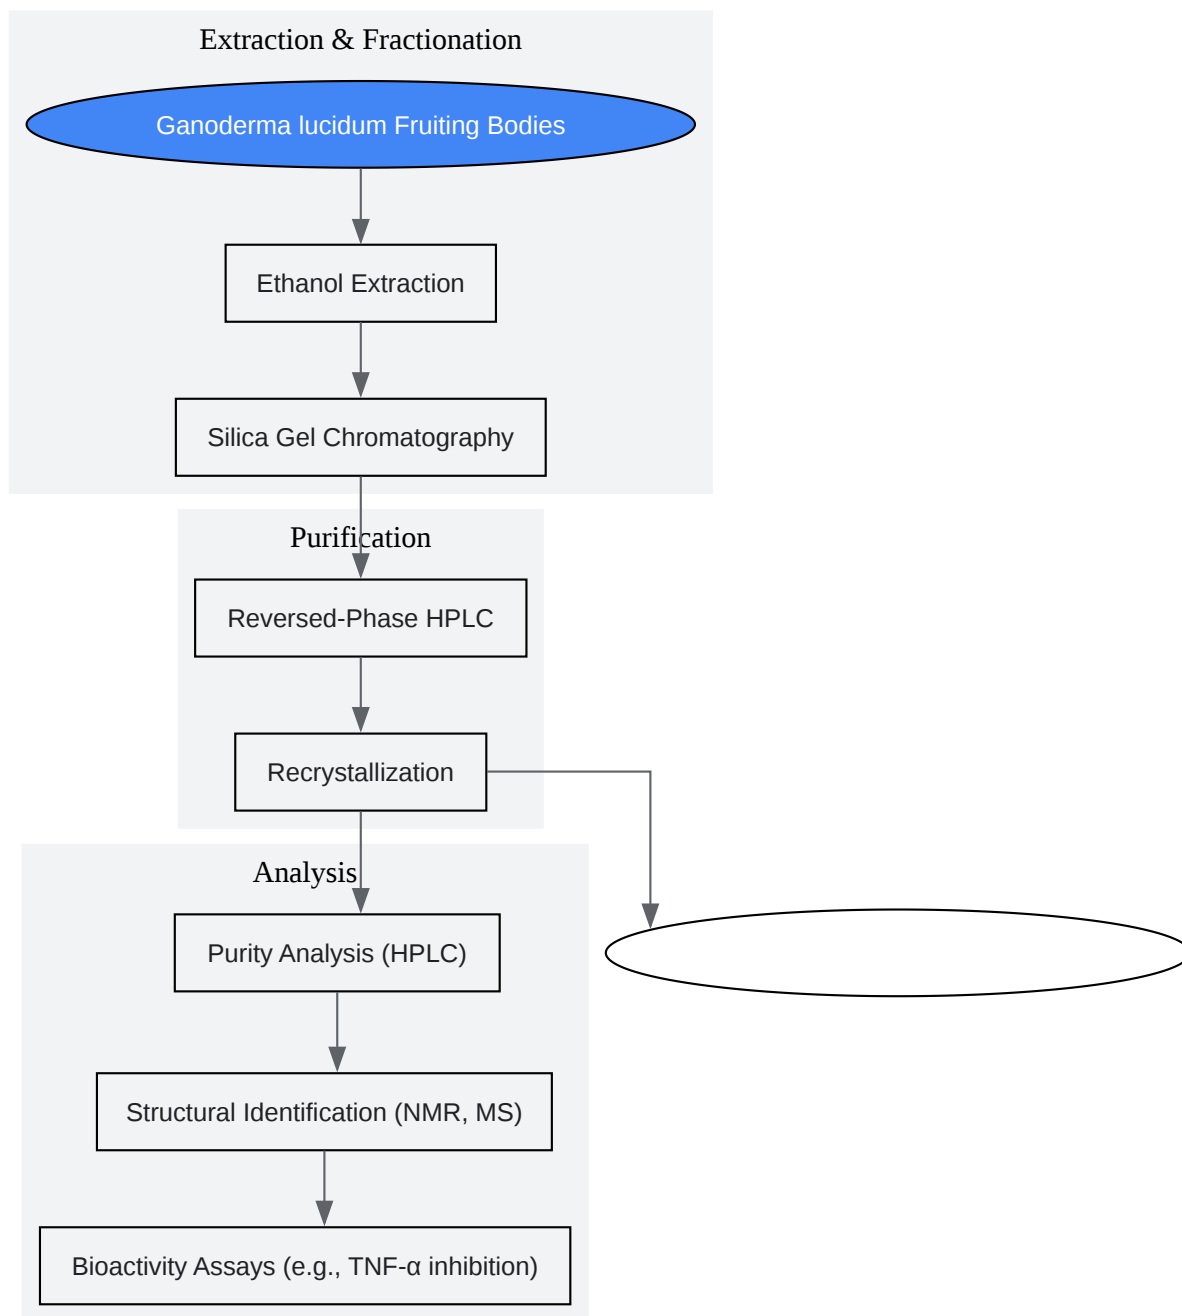 Extraction & Fractionation
Ganoderma lucidum Fruiting Bodies
Ethanol Extraction
Silica Gel Chromatography
Purification
Reversed-Phase HPLC
Recrystallization
Analysis
Purity Analysis (HPLC)
Structural Identification (NMR, MS)
Bioactivity Assays (e.g., TNF-α inhibition)